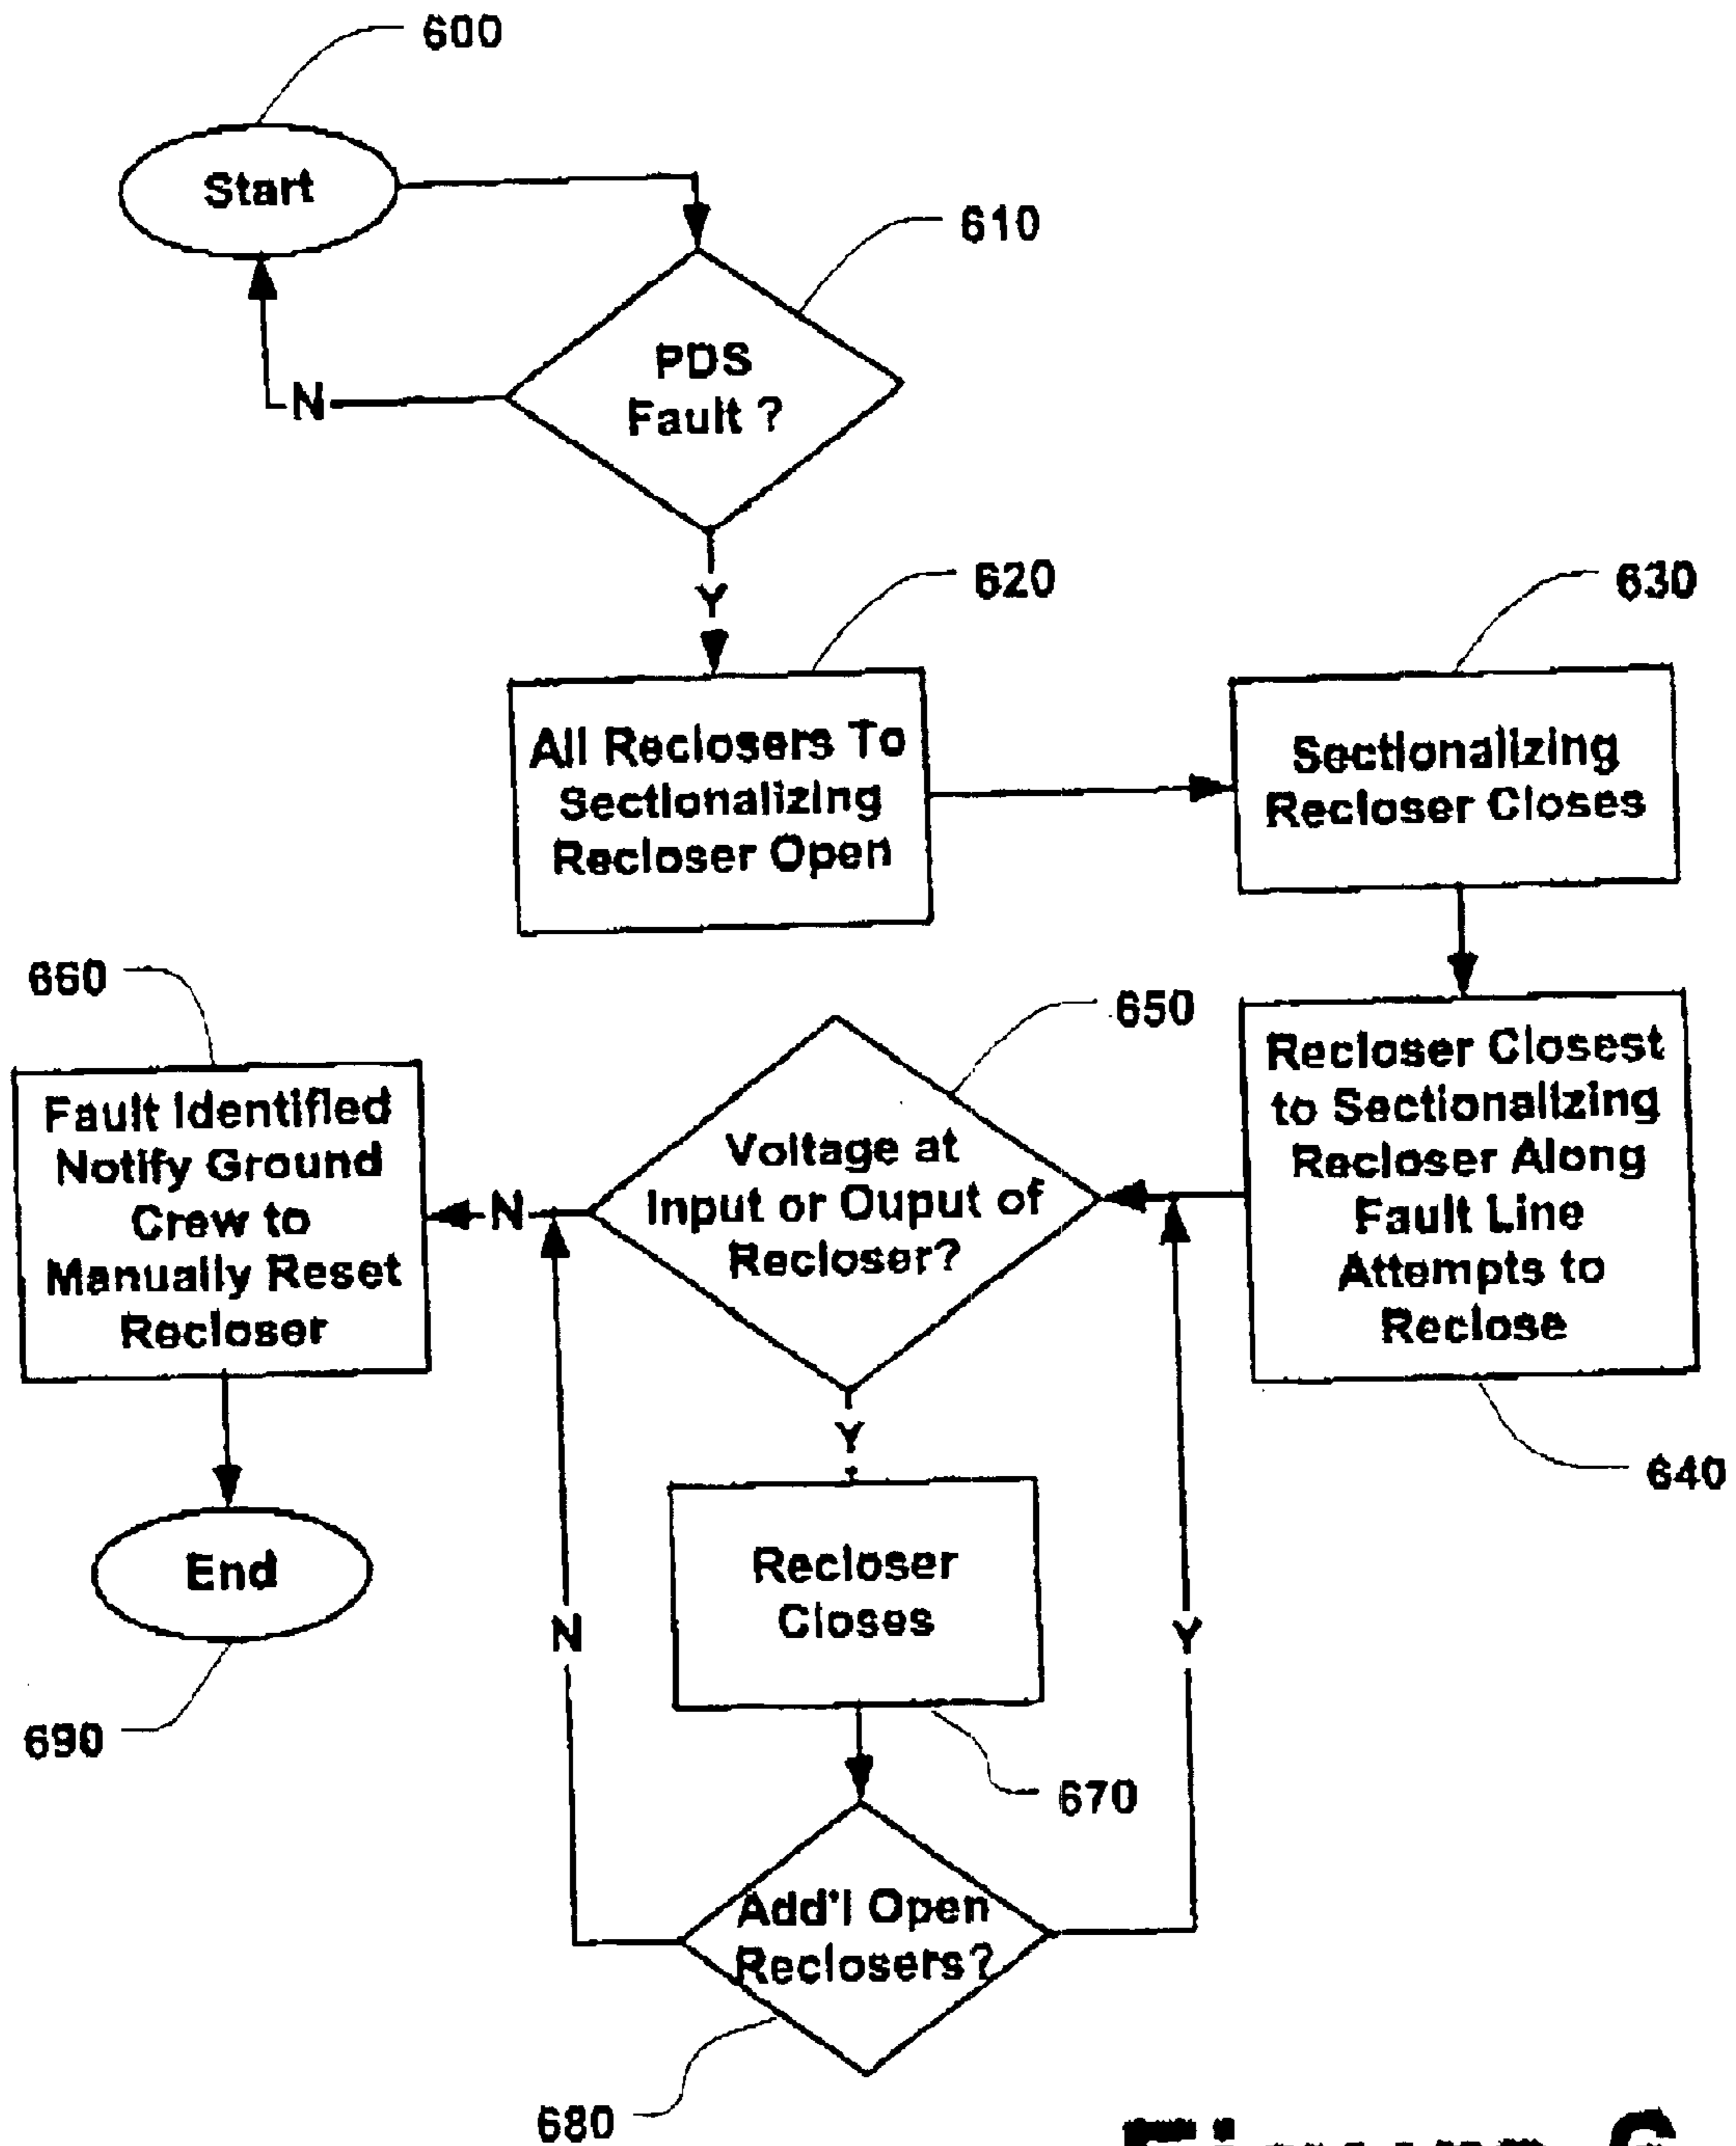 600
Start
610
PDS
Fault ?
N
Y
620
630
All Reclosers To
Sectionalizing
Recloser Open
Sectionalizing
Recloser Closes
660
650
Fault Identified
Notify Ground
Crew to
Manually Reset
Recloser
N
Voltage at
Input or Ouput of
Recloser?
Recloser Closest
to Sectionalizing
Recloser Along
Fault Line
Attempts to
Reclose
640
Y
End
690
Recloser
Closes
N
Y
670
Add'l Open
Reclosers?
680
Figure 6